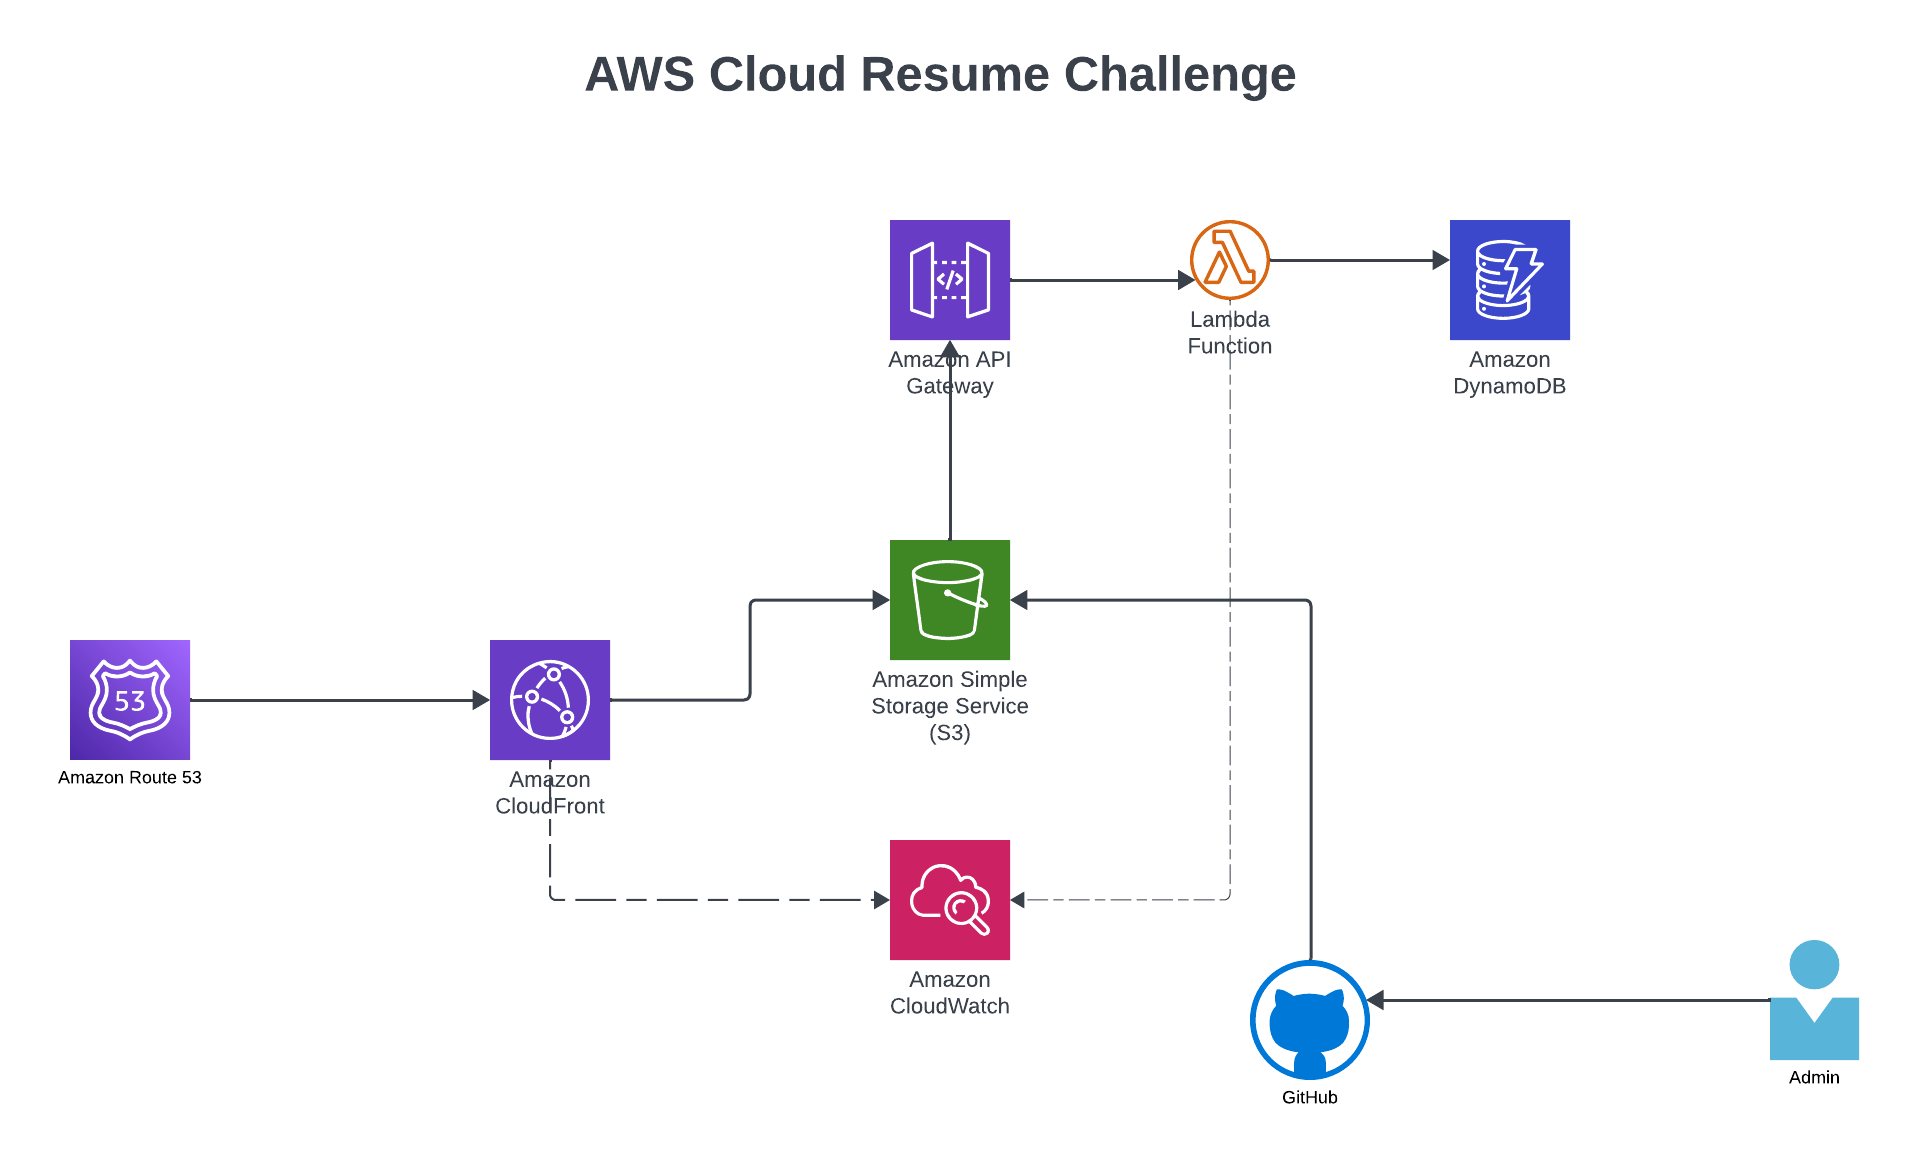 AWS Cloud Resume Challenge
Amazon API
Gateway
</>
Lambda
Function
Amazon
DynamoDB
Amazon Simple
Storage Service
(S3)
53
Amazon Route 53
Amazon
CloudFront
Amazon
CloudWatch
GitHub
Admin